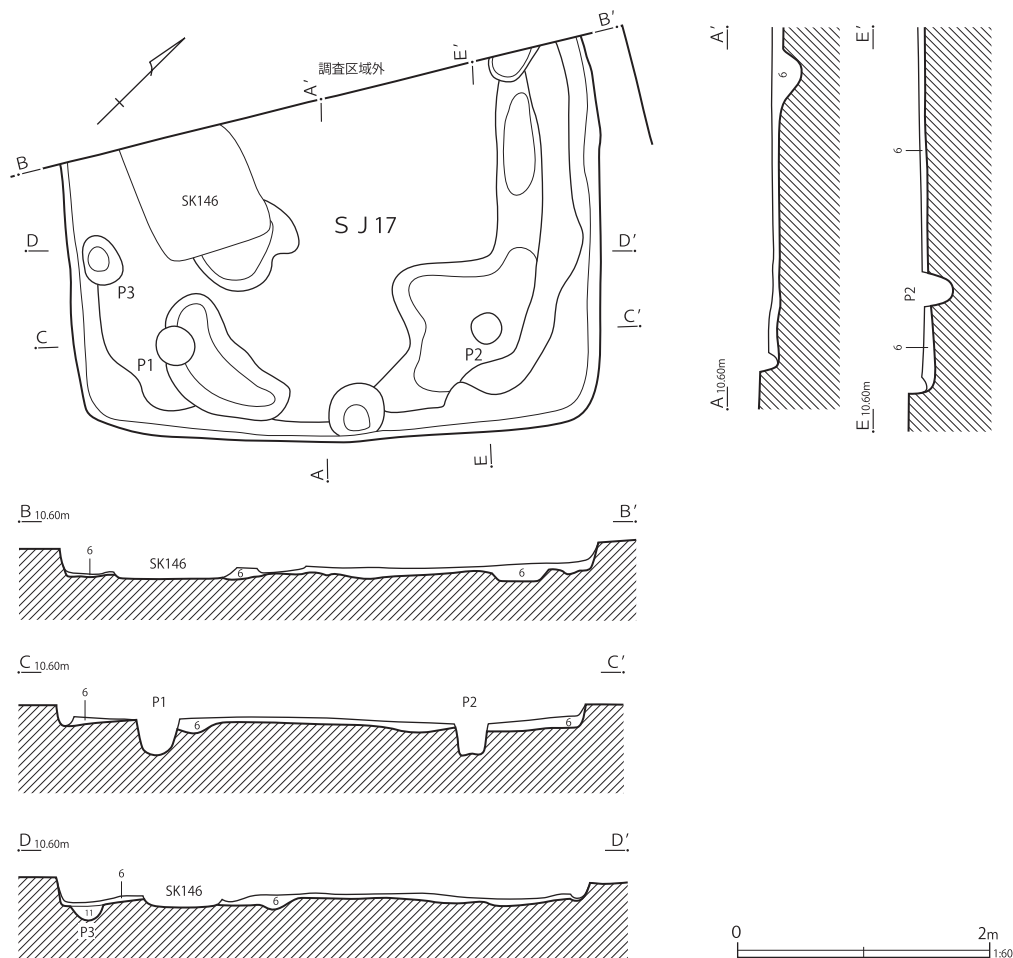 B′
調査区域外
E′
A′
B
SK146
S J 17
D
D′
P3
C′
C
P1
P2
A
E
A′
6
A 10.60m
E′
6
P2
6
E 10.60m
B 10.60m
B′
6
SK146
6
6
C 10.60m
C′
6
P1
P2
6
6
D 10.60m
D′
6
SK146
6
11
P3
0
2m
1:60